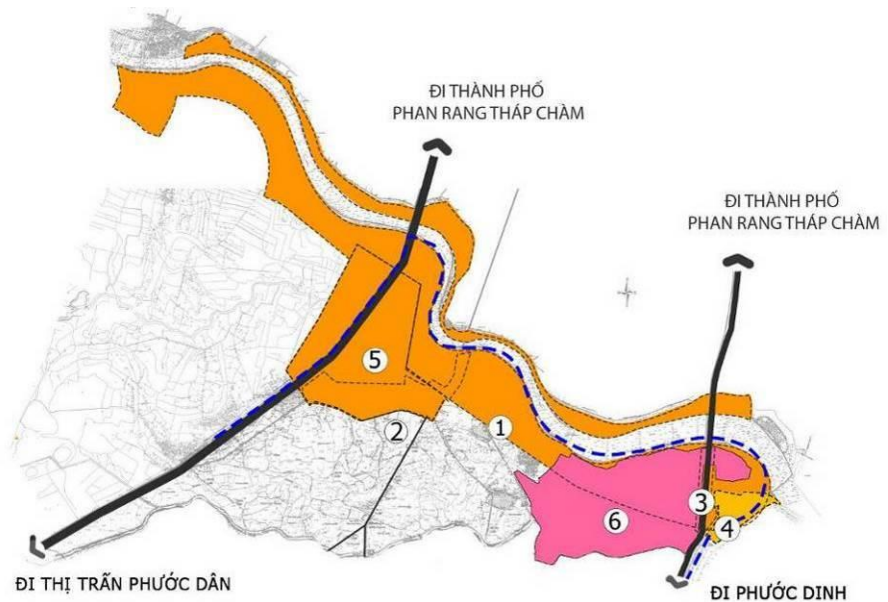 ĐI THÀNH PHỐ
PHAN RANG THÁP CHÀM
ĐI THÀNH PHỐ
PHAN RANG THÁP CHÀM
5
2
1
3
4
6
ĐI THỊ TRẤN PHƯỚC DÂN
ĐI PHƯỚC DINH